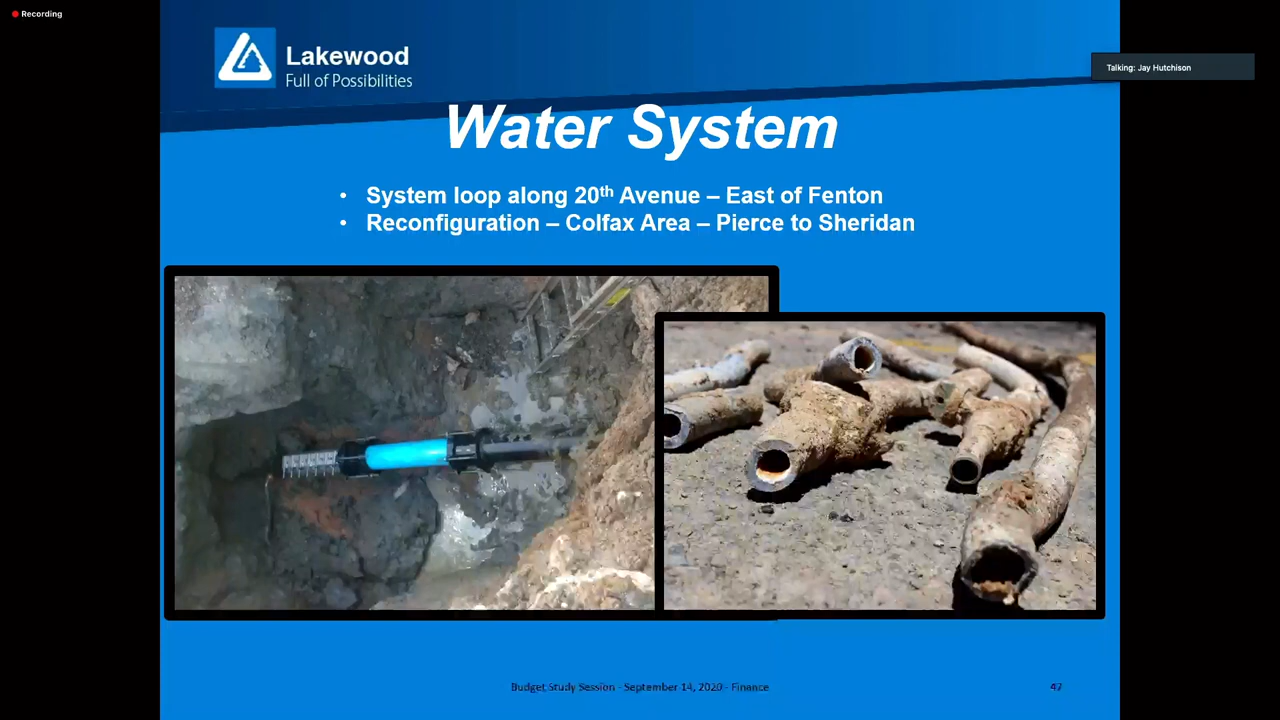 Recording
Lakewood
Full of Possibilities
Talking: Jay Hutchison
Water System
• System loop along 20th Avenue – East of Fenton
• Reconfiguration – Colfax Area – Pierce to Sheridan
Budget Study Session - September 14, 2020 - Finance
47